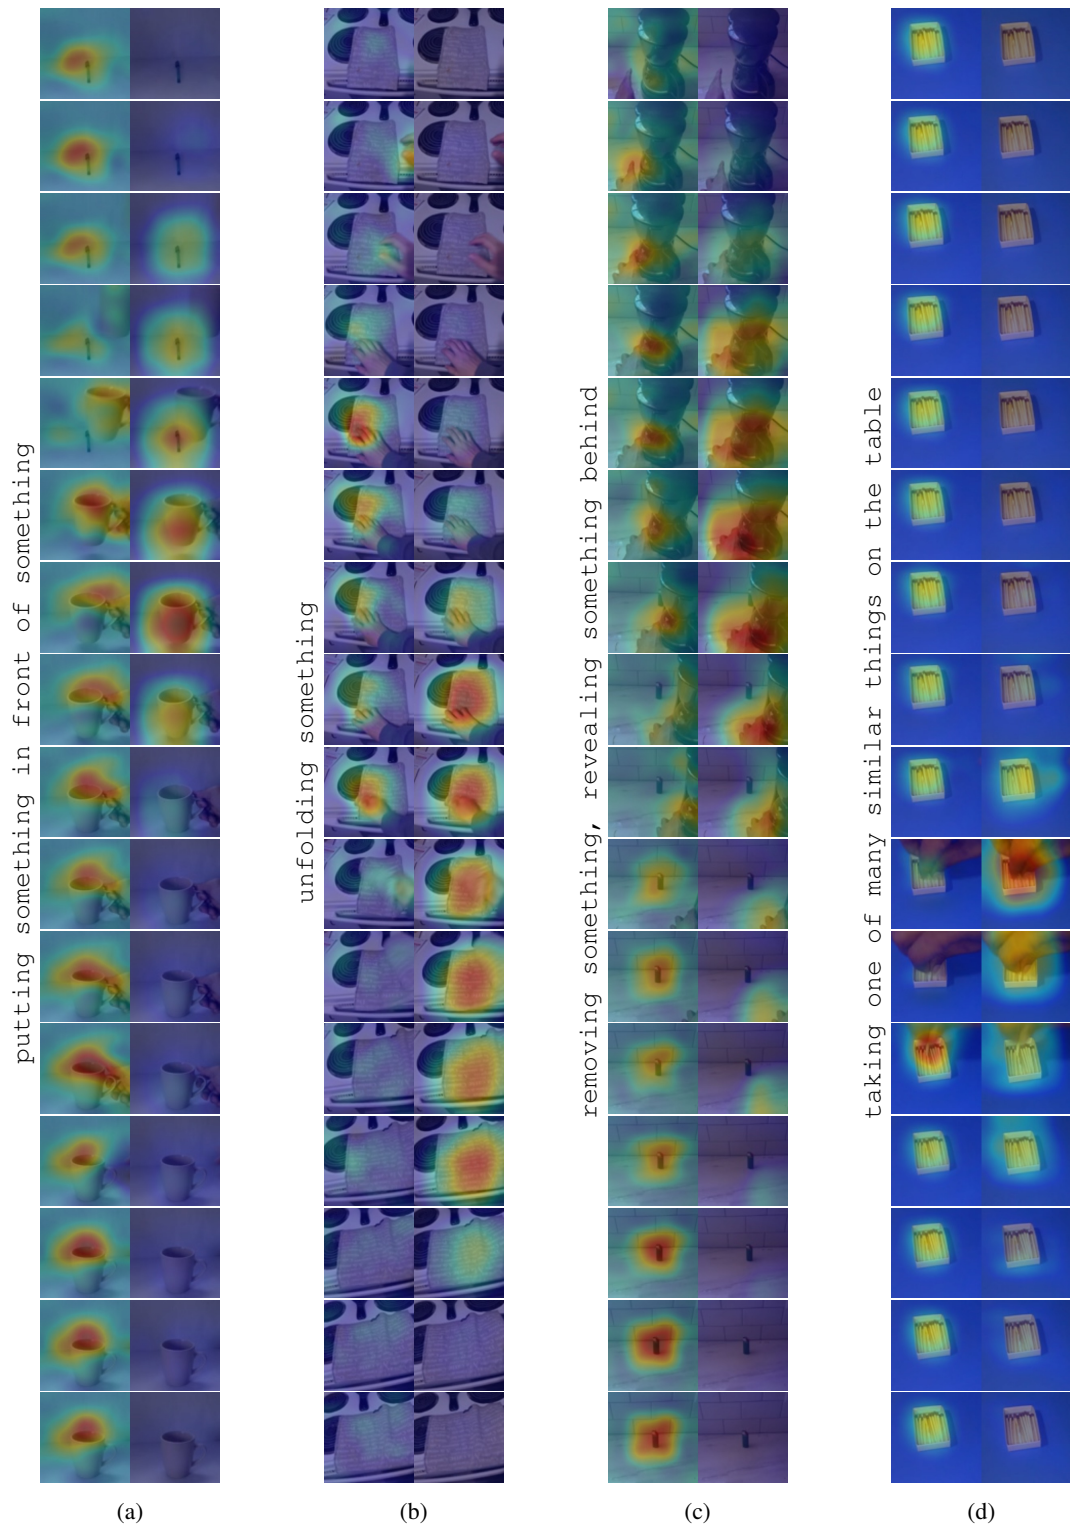 putting something in front of something
unfolding something
removing something, revealing something behind
taking one of many similar things on the table
(a)
(b)
(c)
(d)